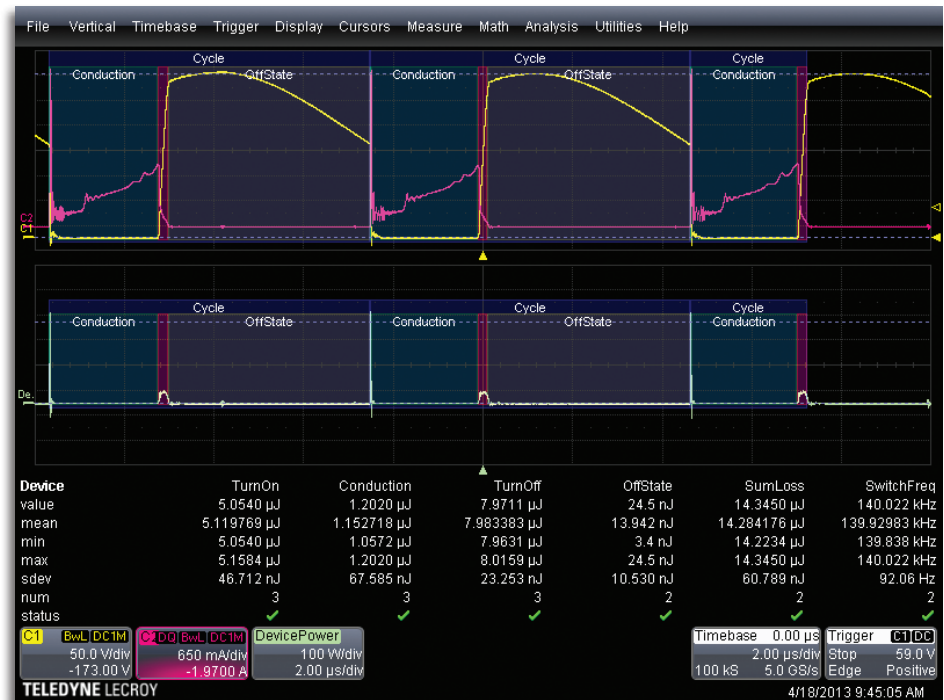 File Vertical Timebase Trigger Display Cursors Measure Math Analysis Utilities Help
Cycle Cycle Cycle
Conduction OffState Conduction OffState Conduction
C2
C1
Cycle Cycle Cycle
Conduction OffState Conduction OffState Conduction
De.
Device TurnOn Conduction TurnOff OffState SumLoss SwitchFreq
value 5.0540 µJ 1.2020 µJ 7.9711 µJ 24.5 nJ 14.3450 µJ 140.022 kHz
mean 5.119769 µJ 1.152718 µJ 7.983383 µJ 13.942 nJ 14.284176 µJ 139.92983 kHz
min 5.0540 µJ 1.0572 µJ 7.9631 µJ 3.4 nJ 14.2234 µJ 139.838 kHz
max 5.1584 µJ 1.2020 µJ 8.0159 µJ 24.5 nJ 14.3450 µJ 140.022 kHz
sdev 46.712 nJ 67.585 nJ 23.253 nJ 10.530 nJ 60.789 nJ 92.06 Hz
num 3 3 3 2 2 2
status
C1 BwL DC1M C2 DQ BwL DC1M DevicePower Timebase 0.00 µs Trigger C1 DC
50.0 V/div 650 mA/div 100 W/div 2.00 µs/div Stop 59.0 V
-173.00 V -1.9700 A 2.00 µs/div 100 kS 5.0 GS/s Edge Positive
TELEDYNE LECROY 4/18/2013 9:45:05 AM